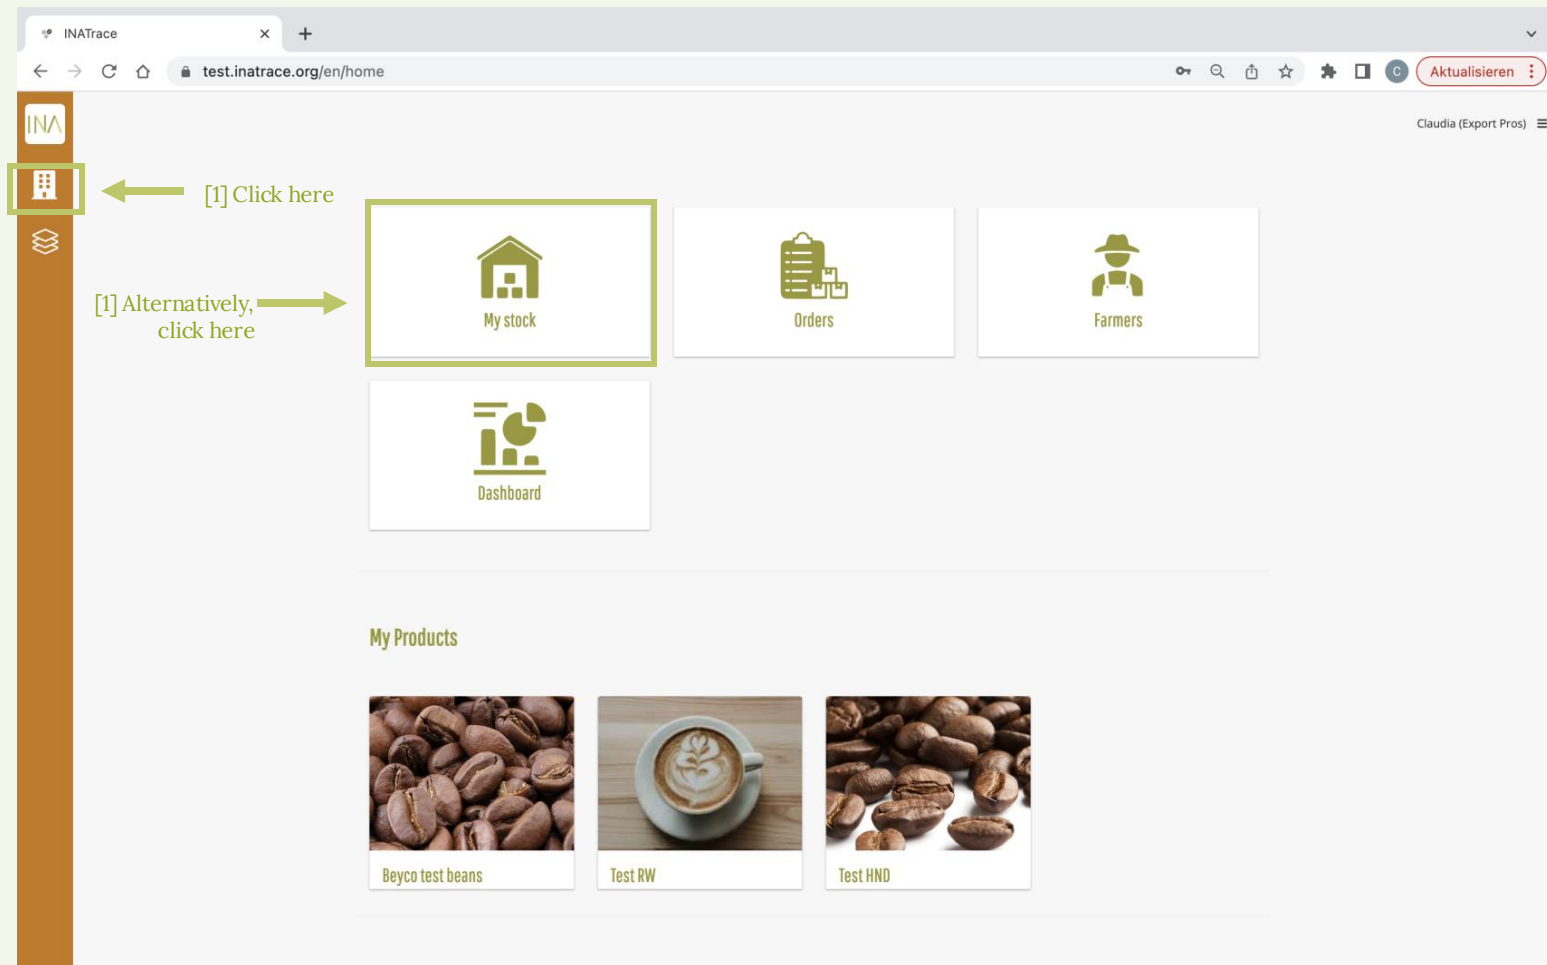 INATrace
test.inatrace.org/en/home
C
Aktualisieren
INA
Claudia (Export Pros)
[1] Click here
[1] Alternatively,
click here
My stock
Orders
Farmers
Dashboard
My Products
Beyco test beans
Test RW
Test HND